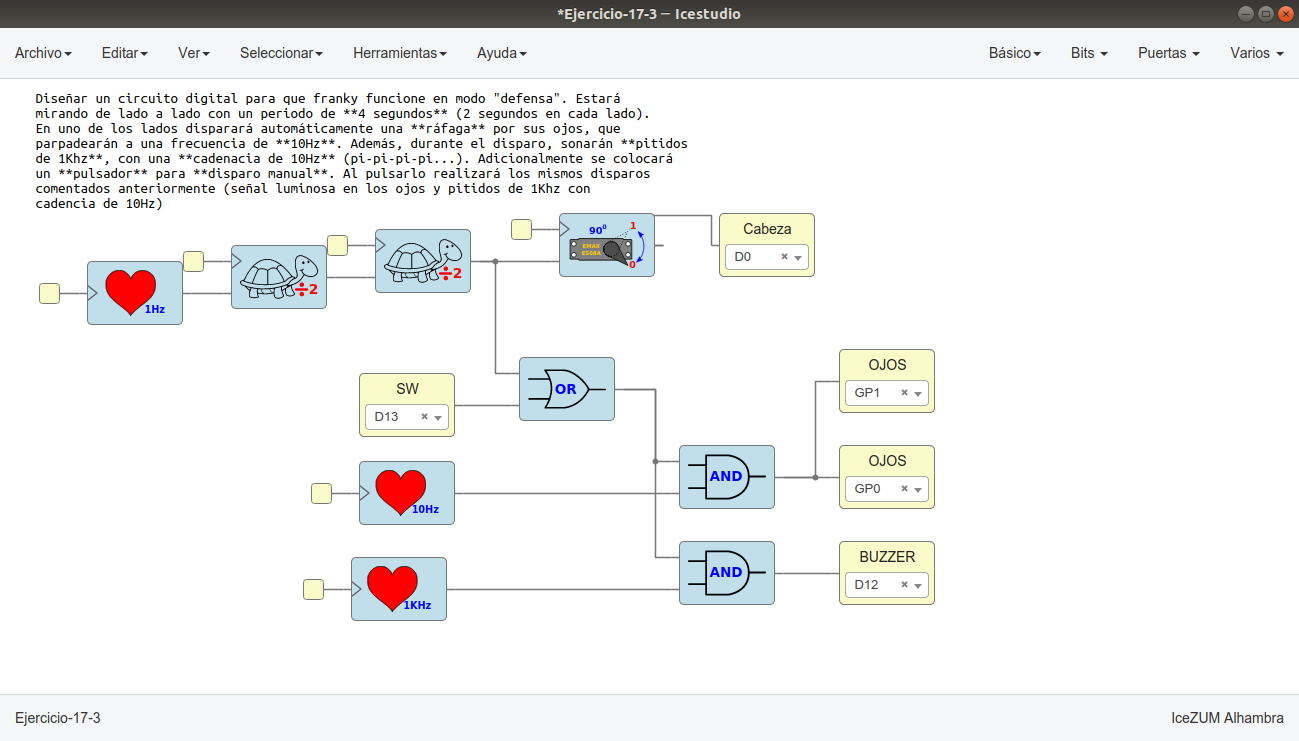 *Ejercicio-17-3 — Icestudio
Archivo Editar Ver Seleccionar Herramientas Ayuda Básico Bits Puertas Varios
Diseñar un circuito digital para que franky funcione en modo "defensa". Estará
mirando de lado a lado con un periodo de **4 segundos** (2 segundos en cada lado).
En uno de los lados disparará automáticamente una **ráfaga** por sus ojos, que
parpadearán a una frecuencia de **10Hz**. Además, durante el disparo, sonarán **pitidos
de 1Khz**, con una **cadenacia de 10Hz** (pi-pi-pi-pi...). Adicionalmente se colocará
un **pulsador** para **disparo manual**. Al pulsarlo realizará los mismos disparos
comentados anteriormente (señal luminosa en los ojos y pitidos de 1Khz con
cadencia de 10Hz)
1Hz
÷2
÷2
90º
1
EMAX
ES08A
0
Cabeza
D0
SW
D13
OR
OJOS
GP1
10Hz
AND
OJOS
GP0
1KHz
AND
BUZZER
D12
Ejercicio-17-3
IceZUM Alhambra